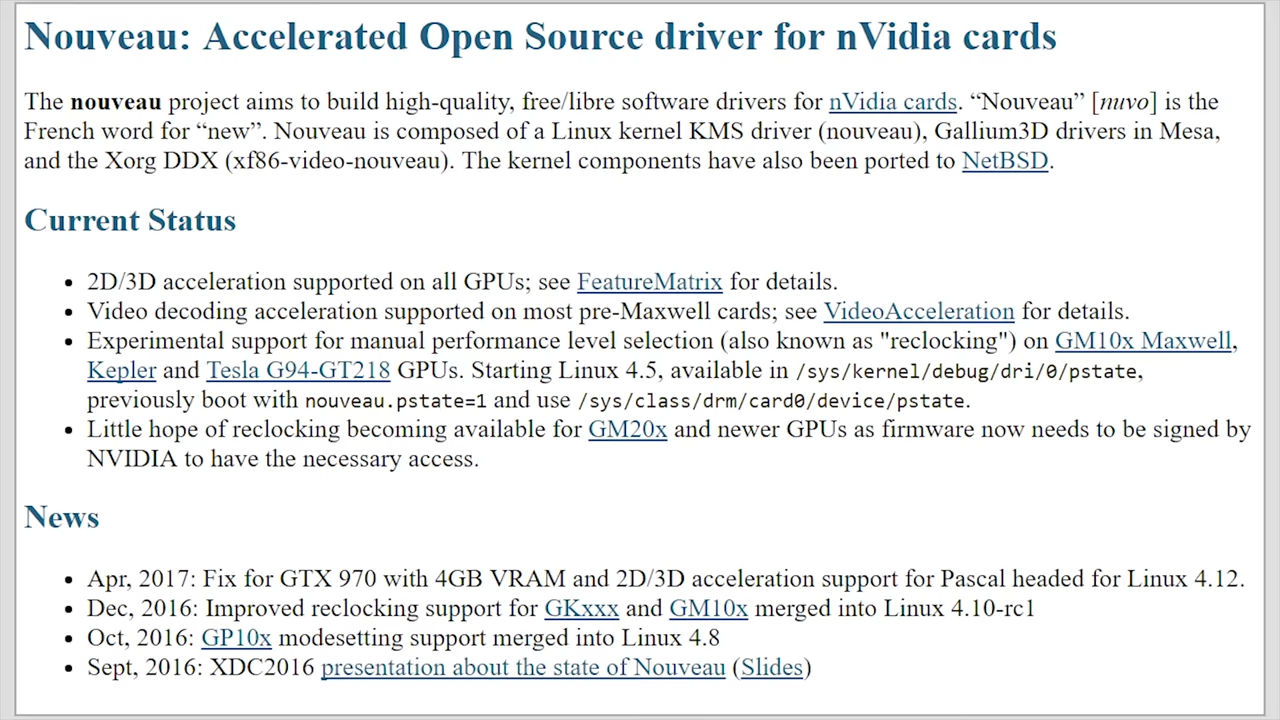 Nouveau: Accelerated Open Source driver for nVidia cards
The nouveau project aims to build high-quality, free/libre software drivers for nVidia cards. “Nouveau” [nuvo] is the
French word for “new”. Nouveau is composed of a Linux kernel KMS driver (nouveau), Gallium3D drivers in Mesa,
and the Xorg DDX (xf86-video-nouveau). The kernel components have also been ported to NetBSD.
Current Status
• 2D/3D acceleration supported on all GPUs; see FeatureMatrix for details.
• Video decoding acceleration supported on most pre-Maxwell cards; see VideoAcceleration for details.
• Experimental support for manual performance level selection (also known as "reclocking") on GM10x Maxwell,
Kepler and Tesla G94-GT218 GPUs. Starting Linux 4.5, available in /sys/kernel/debug/dri/0/pstate,
previously boot with nouveau.pstate=1 and use /sys/class/drm/card0/device/pstate.
• Little hope of reclocking becoming available for GM20x and newer GPUs as firmware now needs to be signed by
NVIDIA to have the necessary access.
News
• Apr, 2017: Fix for GTX 970 with 4GB VRAM and 2D/3D acceleration support for Pascal headed for Linux 4.12.
• Dec, 2016: Improved reclocking support for GKxxx and GM10x merged into Linux 4.10-rc1
• Oct, 2016: GP10x modesetting support merged into Linux 4.8
• Sept, 2016: XDC2016 presentation about the state of Nouveau (Slides)